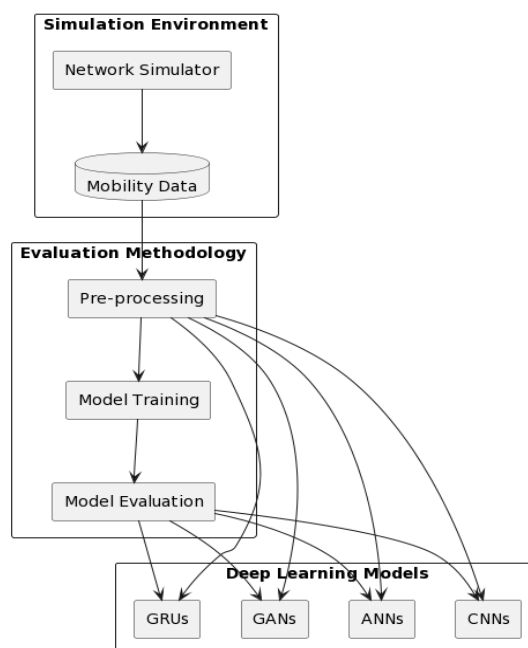 Simulation Environment
Network Simulator
Mobility Data
Evaluation Methodology
Pre-processing
Model Training
Model Evaluation
Deep Learning Models
GRUs
GANs
ANNs
CNNs